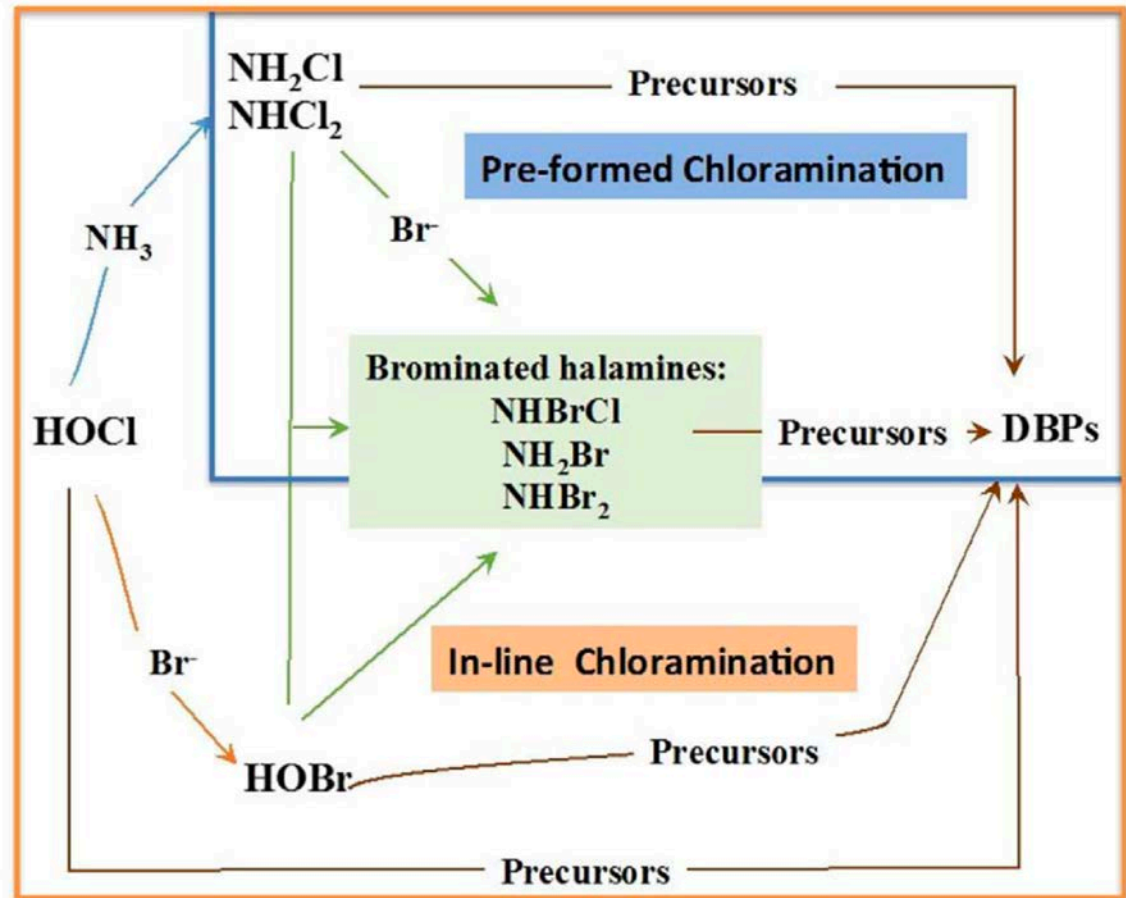 NH₂Cl
NHCl₂
Precursors
Pre-formed Chloramination
Br⁻
NH₃
Brominated halamines:
NHBrCl
NH₂Br
NHBr₂
HOCl
Precursors
DBPs
In-line Chloramination
Br⁻
Precursors
HOBr
Precursors